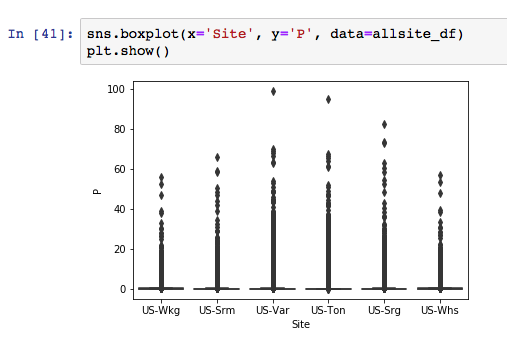 In [41]: sns.boxplot(x='Site', y='P', data=allsite_df)
plt.show()
100
80
60
40
20
0
P
US-Wkg US-Srm US-Var US-Ton US-Srg US-Whs
Site